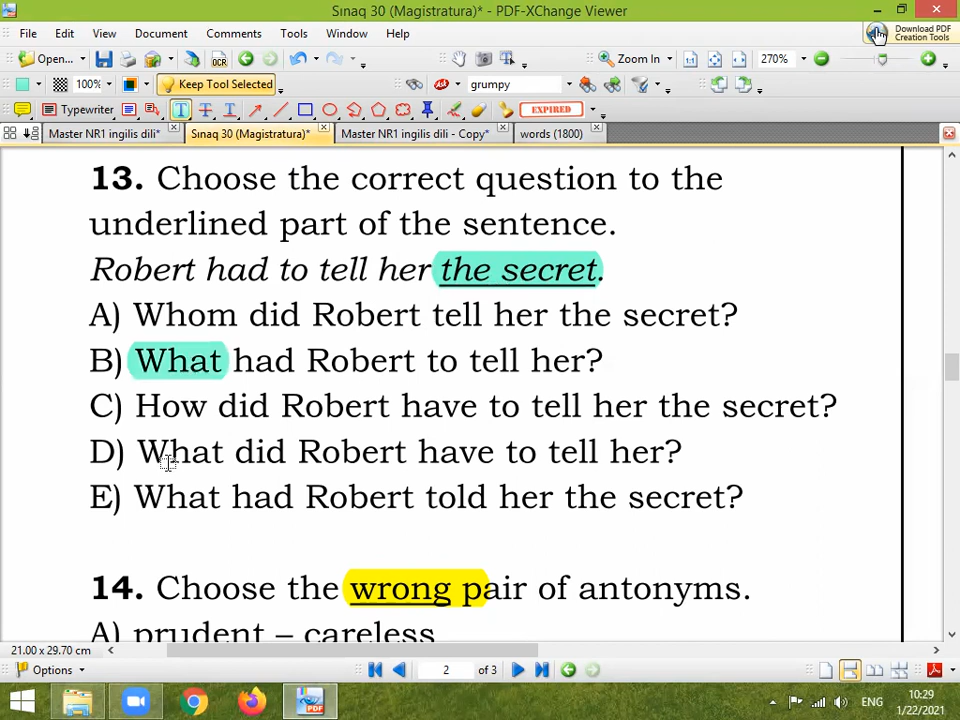 Sınaq 30 (Magistratura)* - PDF-XChange Viewer
File Edit View Document Comments Tools Window Help
Download PDF Creation Tools
Open... OCR Zoom In 270%
100% Keep Tool Selected grumpy
Typewriter EXPIRED
Master NR1 ingilis dili* Sınaq 30 (Magistratura)* Master NR1 ingilis dili - Copy* words (1800)
13. Choose the correct question to the
underlined part of the sentence.
Robert had to tell her the secret.
A) Whom did Robert tell her the secret?
B) What had Robert to tell her?
C) How did Robert have to tell her the secret?
D) What did Robert have to tell her?
E) What had Robert told her the secret?
14. Choose the wrong pair of antonyms.
A) prudent – careless
21.00 x 29.70 cm
Options 2 of 3
ENG 10:29
1/22/2021